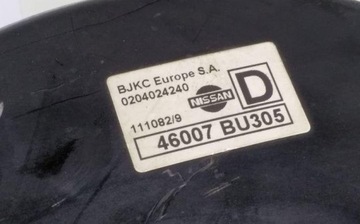 BJKC Europe S.A.
0204024240
NISSAN
D
111082/9
46007 BU305